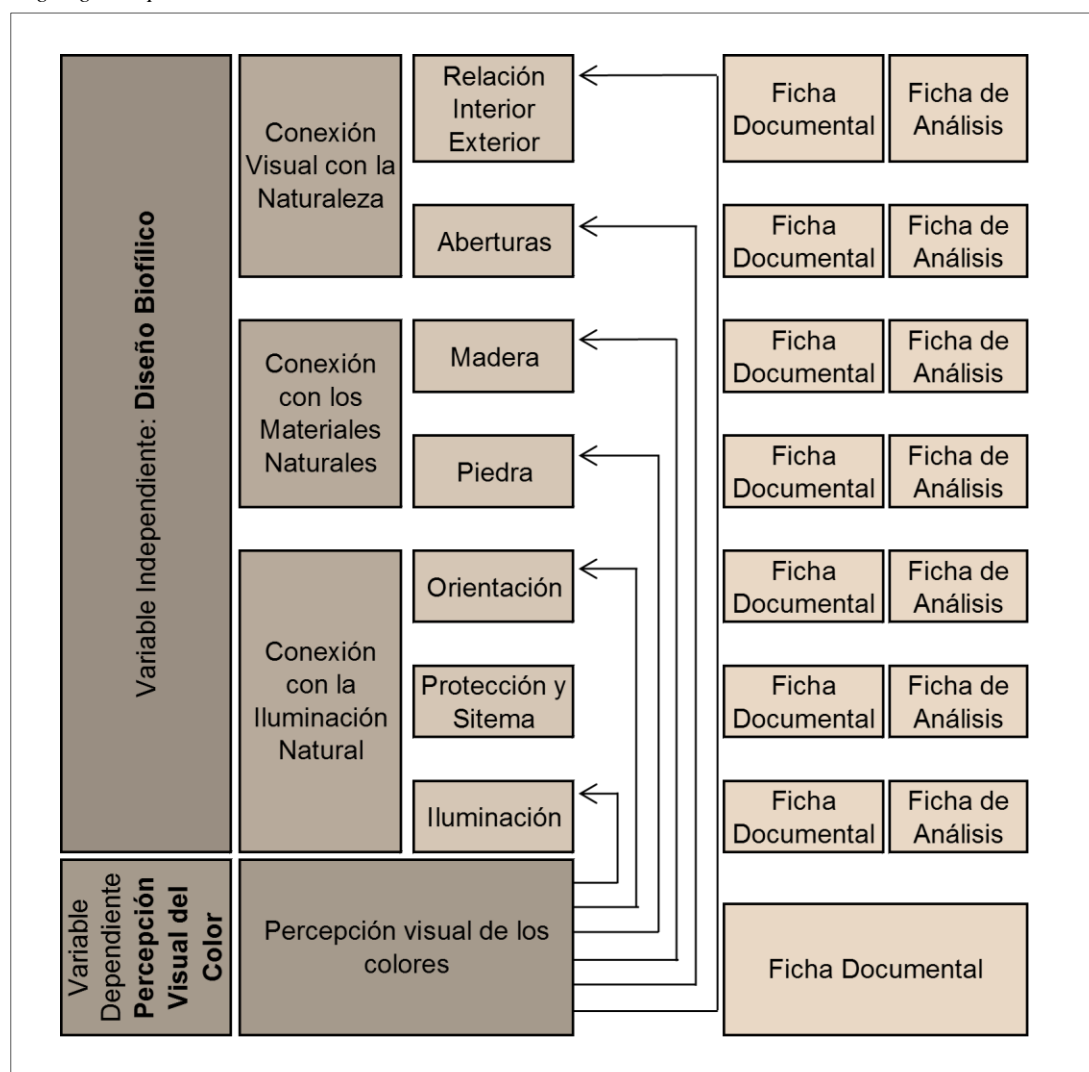 Variable Independiente: Diseño Biofílico
Conexión
Visual con la
Naturaleza
Relación
Interior
Exterior
Ficha
Documental
Ficha de
Análisis
Aberturas
Ficha
Documental
Ficha de
Análisis
Conexión
con los
Materiales
Naturales
Madera
Ficha
Documental
Ficha de
Análisis
Piedra
Ficha
Documental
Ficha de
Análisis
Conexión
con la
Iluminación
Natural
Orientación
Ficha
Documental
Ficha de
Análisis
Protección y
Sitema
Ficha
Documental
Ficha de
Análisis
Iluminación
Ficha
Documental
Ficha de
Análisis
Variable
Dependiente
Percepción
Visual del
Color
Percepción visual de los
colores
Ficha Documental